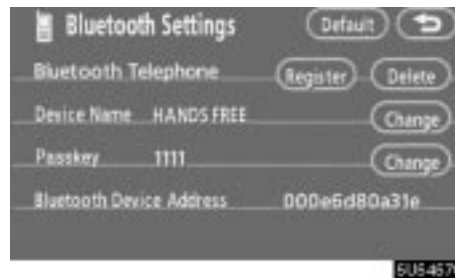 Bluetooth Settings Default
Bluetooth Telephone Register Delete
Device Name HANDS FREE Change
Passkey 1111 Change
Bluetooth Device Address 000e6d80a31e
5U5467